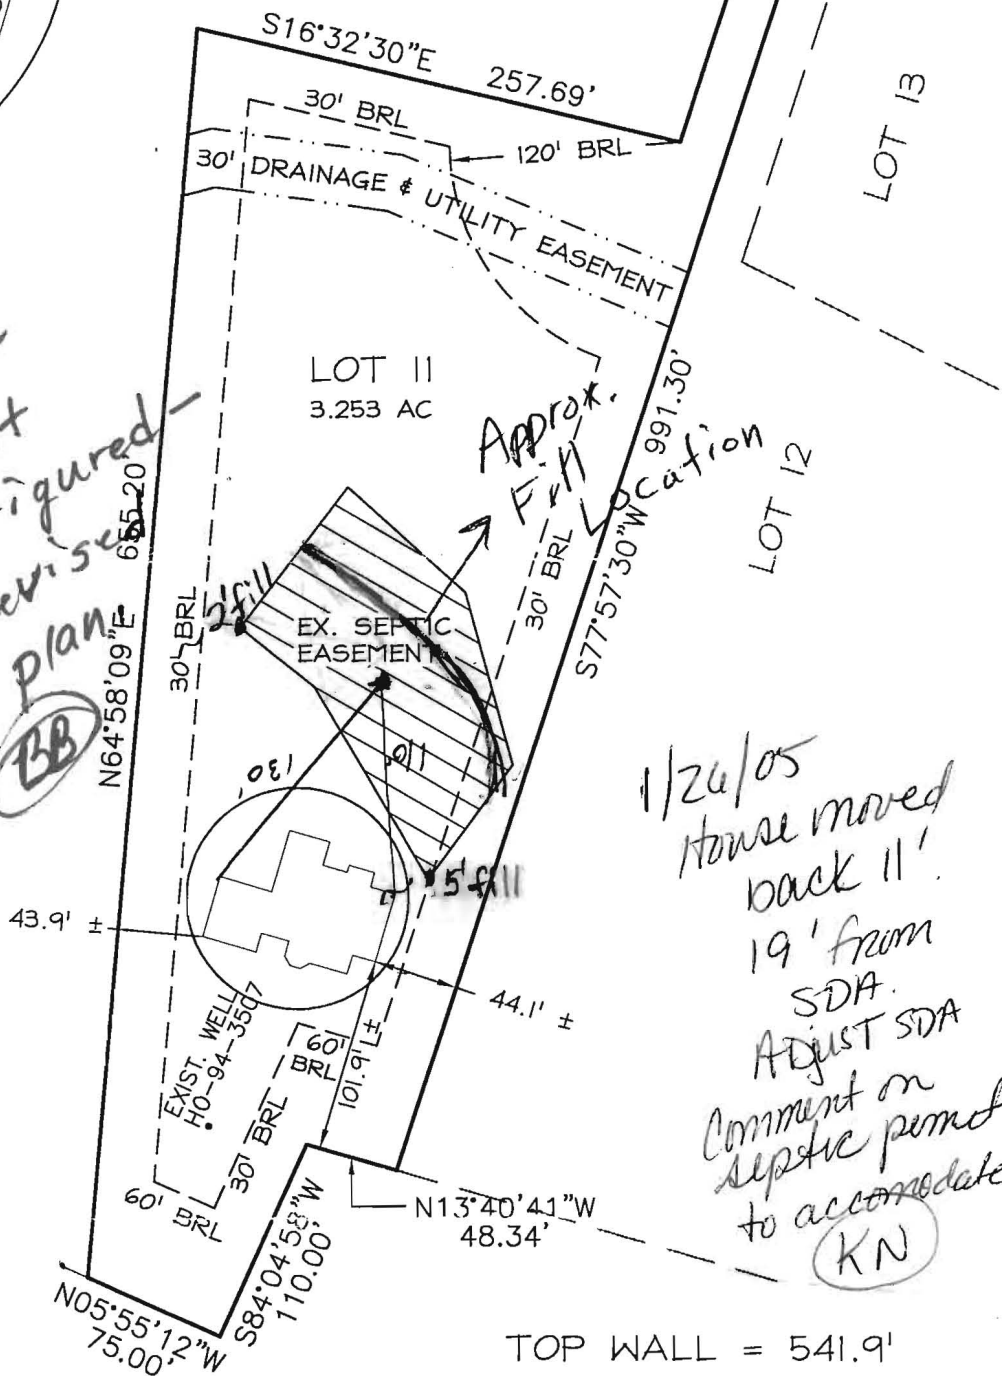 S16°32'30"E 257.69'
30' BRL
120' BRL
30' DRAINAGE & UTILITY EASEMENT
LOT 13
LOT 11
3.253 AC
Approx.
Fill Location
991.30'
S77°57'30"W
LOT 12
30' BRL
plan
BB
655.20
N64°58'09"E
30' BRL
5' fill
EX. SEPTIC
EASEMENT
130'
110'
5' fill
43.9' ±
44.1' ±
101.9' ±
EXIST. WELL
HO-94-3507
60'
BRL
30' BRL
60' BRL
N13°40'41"W
48.34'
S84°04'58"W
110.00'
N05°55'12"W
75.00'
1/26/05
House moved
back 11'.
19' from
SDA.
Adjust SDA
Comment on
septic permit
to accomodate
KN
TOP WALL = 541.9'